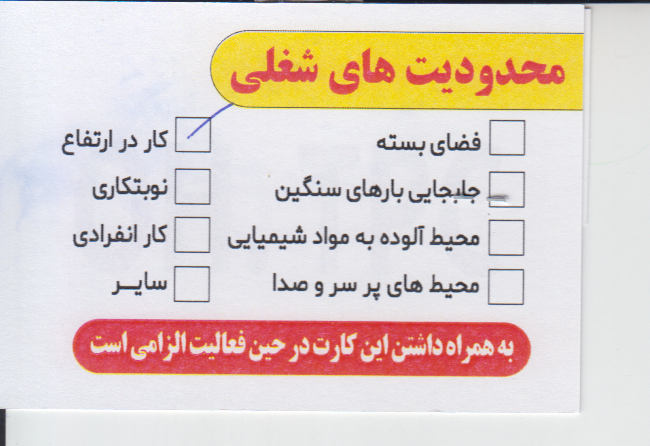 محدودیت های شغلی
فضای بسته
کار در ارتفاع
جابجایی بارهای سنگین
نوبتکاری
محیط آلوده به مواد شیمیایی
کار انفرادی
محیط های پر سر و صدا
سایــر
به همراه داشتن این کارت در حین فعالیت الزامی است